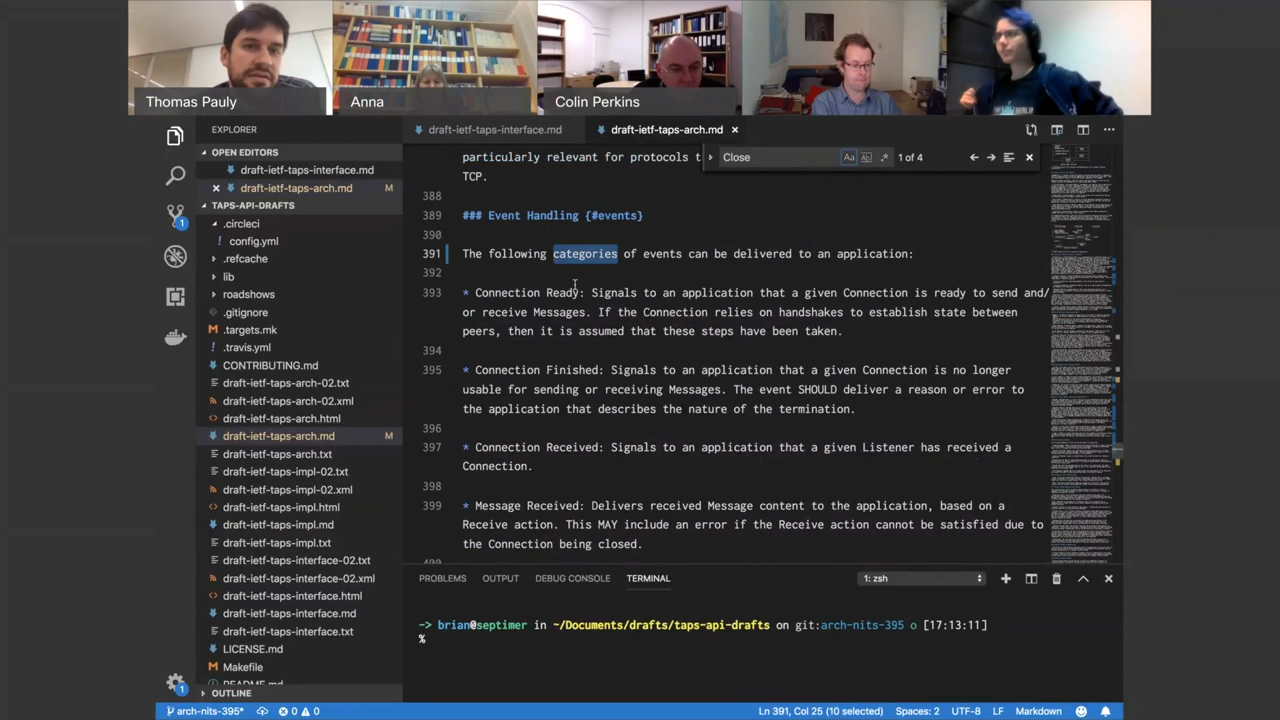 Thomas Pauly
Anna
Colin Perkins
EXPLORER
OPEN EDITORS
draft-ietf-taps-interface.md
draft-ietf-taps-arch.md M
TAPS-API-DRAFTS
.circleci
config.yml
.refcache
lib
roadshows
.gitignore
.targets.mk
.travis.yml
CONTRIBUTING.md
draft-ietf-taps-arch-02.txt
draft-ietf-taps-arch-02.xml
draft-ietf-taps-arch.html
draft-ietf-taps-arch.md M
draft-ietf-taps-arch.txt
draft-ietf-taps-impl-02.txt
draft-ietf-taps-impl-02.xml
draft-ietf-taps-impl.html
draft-ietf-taps-impl.md
draft-ietf-taps-impl.txt
draft-ietf-taps-interface-02
draft-ietf-taps-interface-02.xml
draft-ietf-taps-interface.html
draft-ietf-taps-interface.md
draft-ietf-taps-interface.txt
LICENSE.md
Makefile
README.md
OUTLINE
1
1
draft-ietf-taps-interface.md
draft-ietf-taps-arch.md
Close
Aa
1 of 4
particularly relevant for protocols t
TCP.
388
389 ### Event Handling {#events}
390
391 The following categories of events can be delivered to an application:
392
393 * Connection Ready: Signals to an application that a given Connection is ready to send and/
or receive Messages. If the Connection relies on handshakes to establish state between
peers, then it is assumed that these steps have been taken.
394
395 * Connection Finished: Signals to an application that a given Connection is no longer
usable for sending or receiving Messages. The event SHOULD deliver a reason or error to
the application that describes the nature of the termination.
396
397 * Connection Received: Signals to an application that a given Listener has received a
Connection.
398
399 * Message Received: Delivers received Message content to the application, based on a
Receive action. This MAY include an error if the Receive action cannot be satisfied due to
the Connection being closed.
400
PROBLEMS OUTPUT DEBUG CONSOLE TERMINAL
1: zsh
-> brian@septimer in ~/Documents/drafts/taps-api-drafts on git:arch-nits-395 o [17:13:11]
%
arch-nits-395* 0 0
Ln 391, Col 25 (10 selected) Spaces: 2 UTF-8 LF Markdown